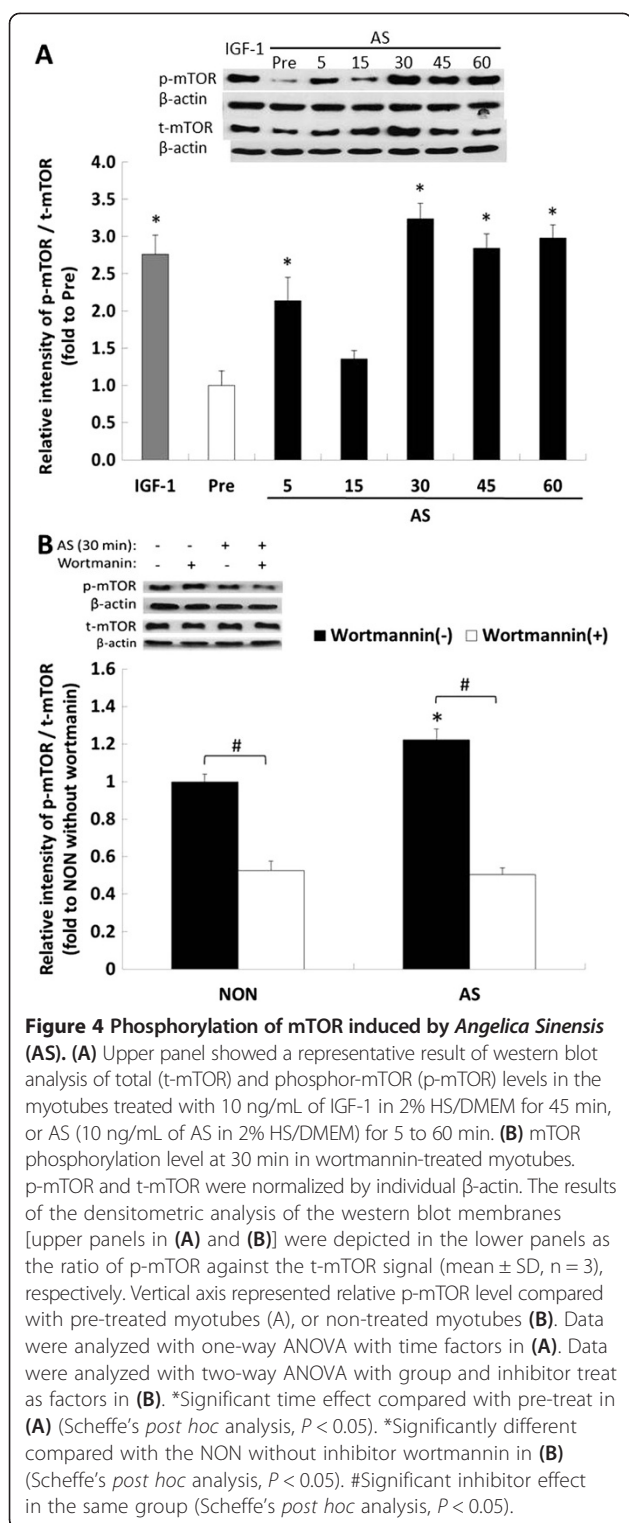 A
IGF-1 AS
Pre 5 15 30 45 60
p-mTOR
β-actin
t-mTOR
β-actin
Relative intensity of p-mTOR / t-mTOR
(fold to Pre)
4.0
3.5
3.0
2.5
2.0
1.5
1.0
0.5
0.0
* * * * *
IGF-1 Pre 5 15 30 45 60
AS
B
AS (30 min): - - + +
Wortmanin: - + - +
p-mTOR
β-actin
t-mTOR
β-actin
■ Wortmannin(-) □ Wortmannin(+)
Relative intensity of p-mTOR / t-mTOR
(fold to NON without wortmanin)
1.6
1.4
1.2
1
0.8
0.6
0.4
0.2
0
# * #
NON AS
Figure 4 Phosphorylation of mTOR induced by Angelica Sinensis
(AS). (A) Upper panel showed a representative result of western blot
analysis of total (t-mTOR) and phosphor-mTOR (p-mTOR) levels in the
myotubes treated with 10 ng/mL of IGF-1 in 2% HS/DMEM for 45 min,
or AS (10 ng/mL of AS in 2% HS/DMEM) for 5 to 60 min. (B) mTOR
phosphorylation level at 30 min in wortmannin-treated myotubes.
p-mTOR and t-mTOR were normalized by individual β-actin. The results
of the densitometric analysis of the western blot membranes
[upper panels in (A) and (B)] were depicted in the lower panels as
the ratio of p-mTOR against the t-mTOR signal (mean ± SD, n = 3),
respectively. Vertical axis represented relative p-mTOR level compared
with pre-treated myotubes (A), or non-treated myotubes (B). Data
were analyzed with one-way ANOVA with time factors in (A). Data
were analyzed with two-way ANOVA with group and inhibitor treat
as factors in (B). *Significant time effect compared with pre-treat in
(A) (Scheffe's post hoc analysis, P < 0.05). *Significantly different
compared with the NON without inhibitor wortmannin in (B)
(Scheffe's post hoc analysis, P < 0.05). #Significant inhibitor effect
in the same group (Scheffe's post hoc analysis, P < 0.05).